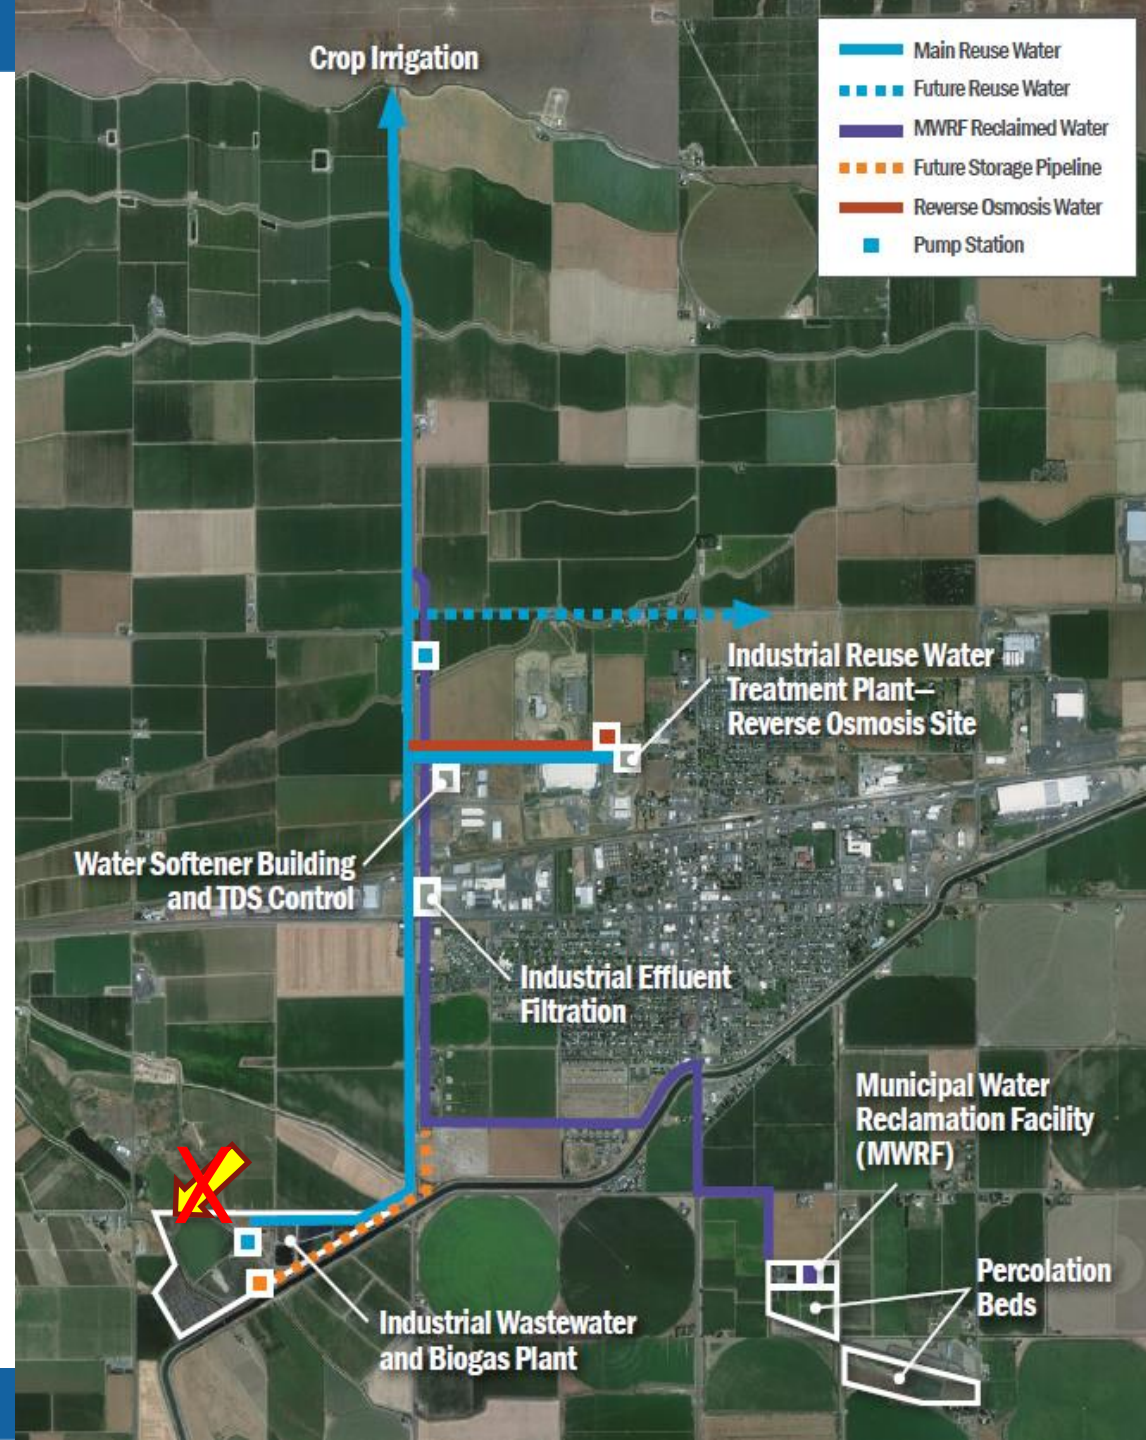 Crop Irrigation
Main Reuse Water
Future Reuse Water
MWRF Reclaimed Water
Future Storage Pipeline
Reverse Osmosis Water
Pump Station
Industrial Reuse Water
Treatment Plant—
Reverse Osmosis Site
Water Softener Building
and TDS Control
Industrial Effluent
Filtration
Municipal Water
Reclamation Facility
(MWRF)
Percolation
Beds
Industrial Wastewater
and Biogas Plant
X